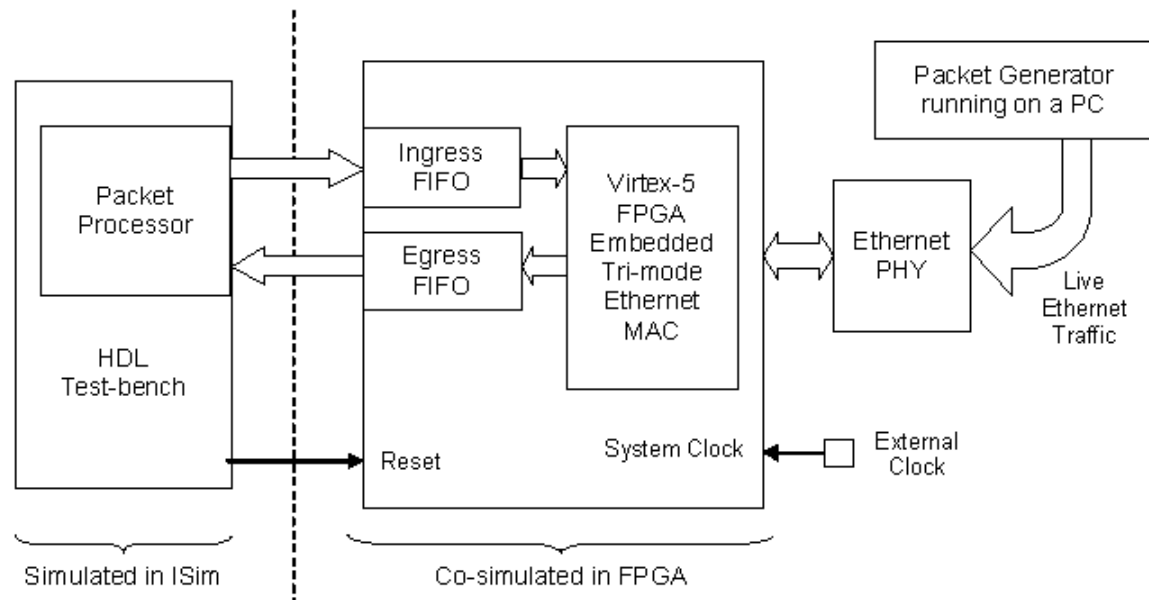 Packet Generator
running on a PC
Packet
Processor
Ingress
FIFO
Egress
FIFO
Virtex-5
FPGA
Embedded
Tri-mode
Ethernet
MAC
Ethernet
PHY
Live
Ethernet
Traffic
HDL
Test-bench
Reset
System Clock
External
Clock
Simulated in ISim
Co-simulated in FPGA